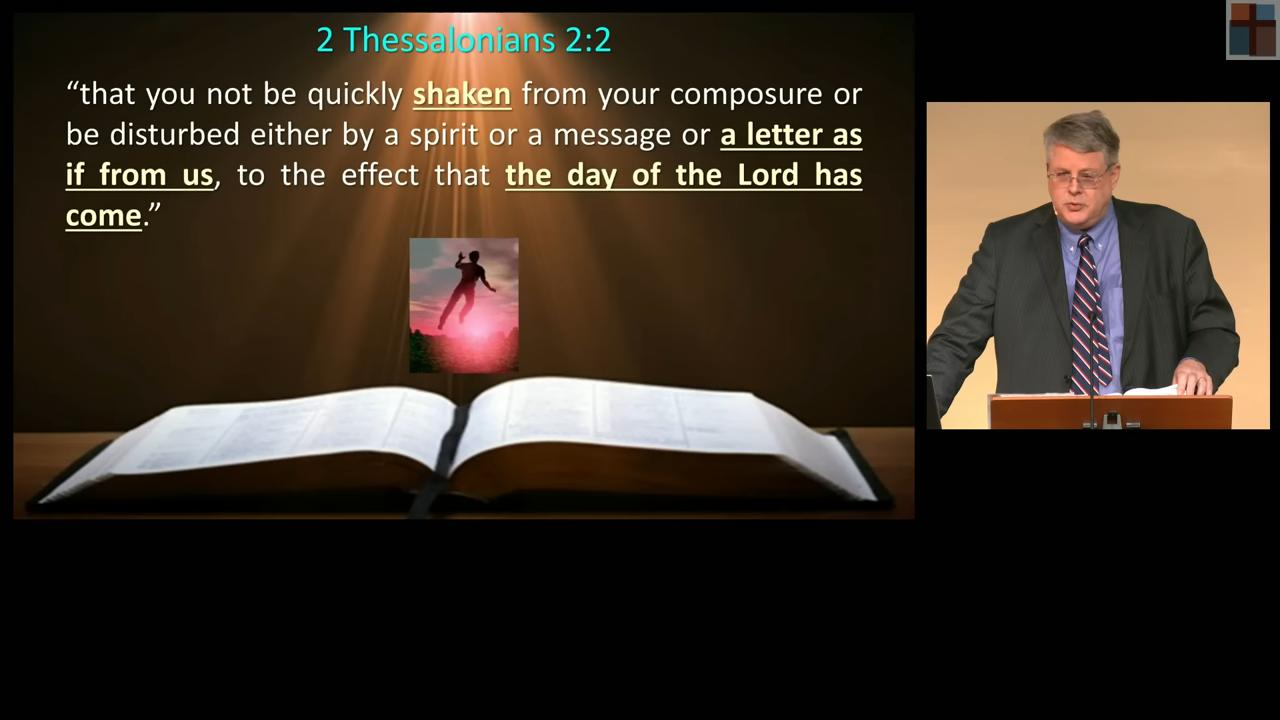 2 Thessalonians 2:2
“that you not be quickly shaken from your composure or
be disturbed either by a spirit or a message or a letter as
if from us, to the effect that the day of the Lord has
come.”